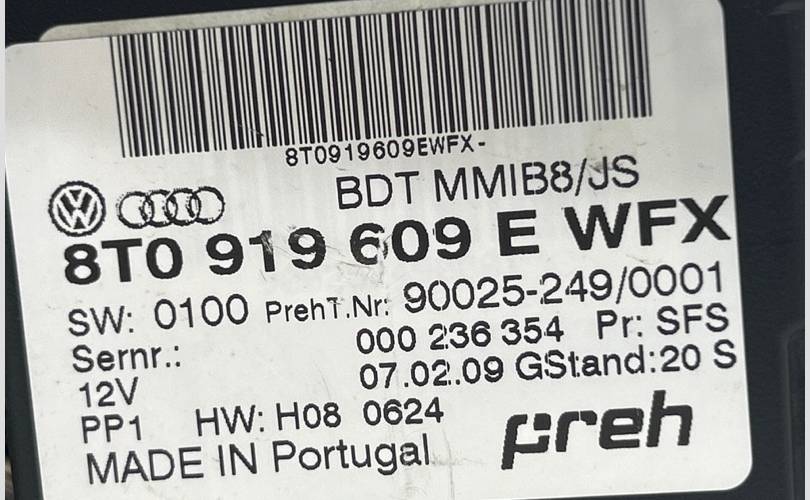 8T0919609EWFX-
BDT MMIB8/JS
8T0 919 609 E WFX
SW: 0100 PrehT.Nr: 90025-249/0001
Sernr.: 000 236 354 Pr: SFS
12V 07.02.09 GStand:20 S
PP1 HW: H08 0624
MADE IN Portugal preh